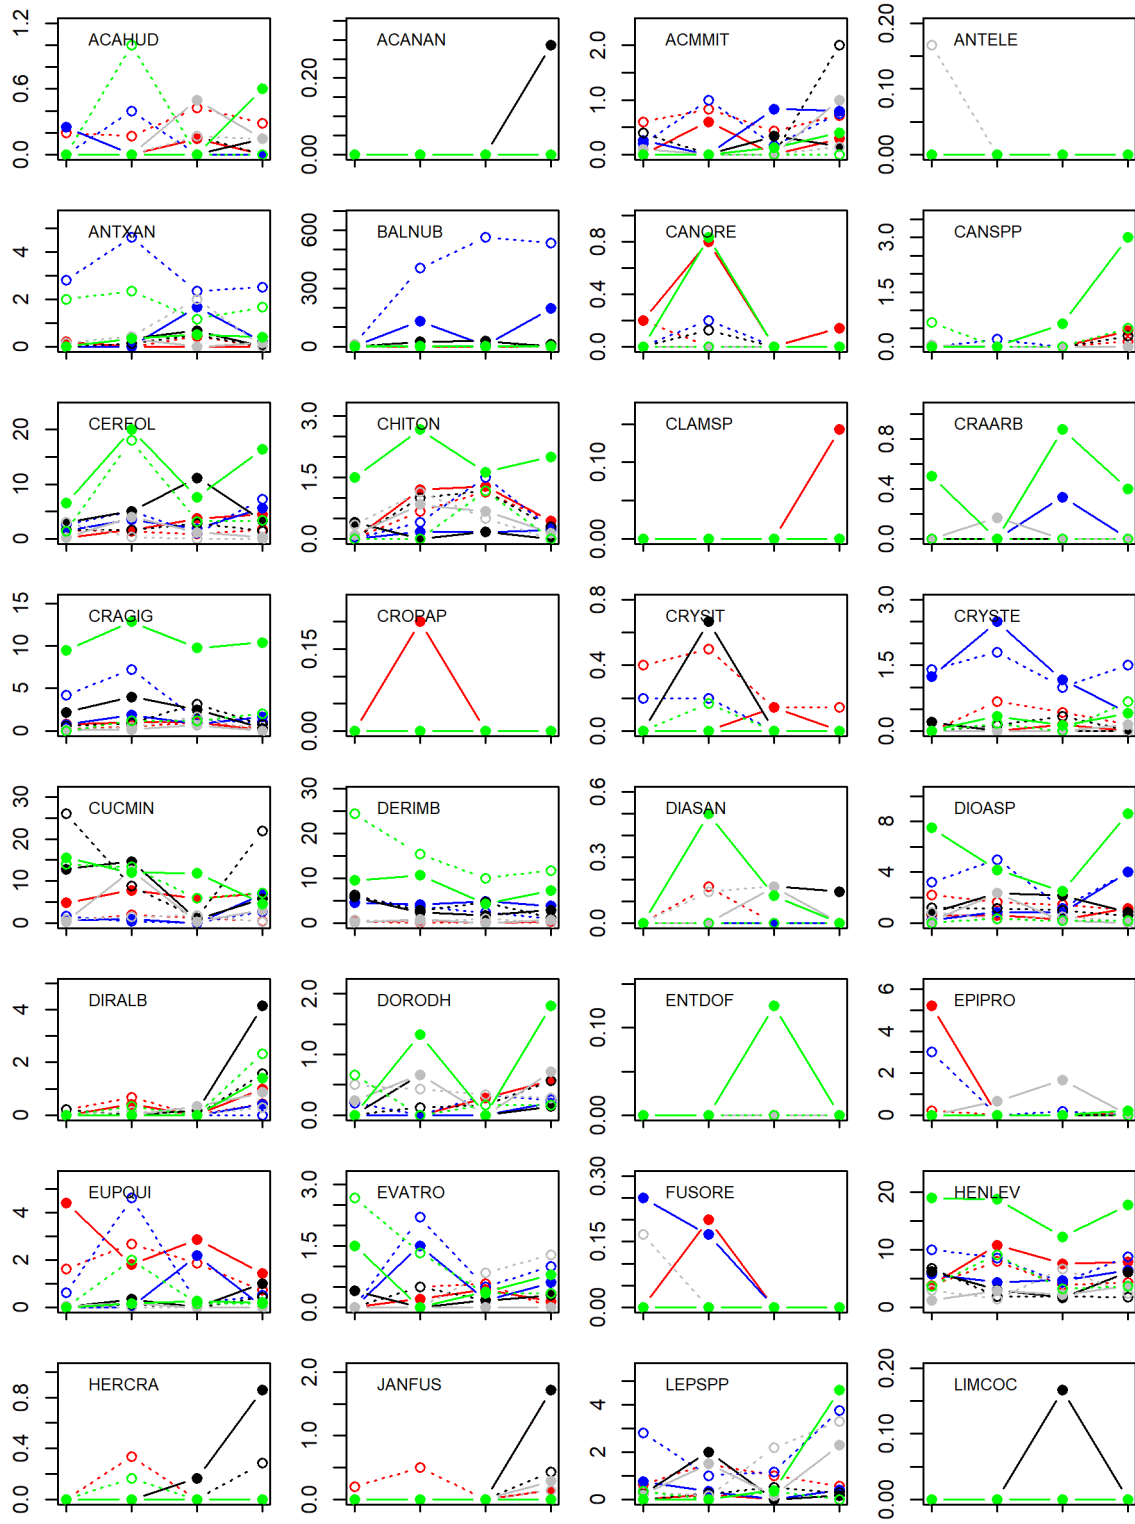 ACAHUD ACANAN ACMMIT ANTELE
0.0 0.6 1.2
0.00 0.20
0.0 1.0 2.0
0.00 0.10 0.20
ANTXAN BALNUB CANORE CANSPP
0 2 4
0 300 600
0.0 0.4 0.8
0.0 1.5 3.0
CERFOL CHITON CLAMSP CRAARB
0 10 20
0.0 1.5 3.0
0.00 0.10
0.0 0.4 0.8
CRAGIG CROPAP CRYSIT CRYSTE
0 5 10 15
0.00 0.15
0.0 0.4 0.8
0.0 1.5 3.0
CUCMIN DERIMB DIASAN DIOASP
0 10 20 30
0 10 20 30
0.0 0.3 0.6
0 4 8
DIRALB DORODH ENTDOF EPIPRO
0 2 4
0.0 1.0 2.0
0.00 0.10
0 2 4 6
EUPQUI EVATRO FUSORE HENLEV
0 2 4
0.0 1.5 3.0
0.00 0.15 0.30
0 10 20
HERCRA JANFUS LEPSPP LIMCOC
0.0 0.4 0.8
0.0 1.0 2.0
0 2 4
0.00 0.10 0.20